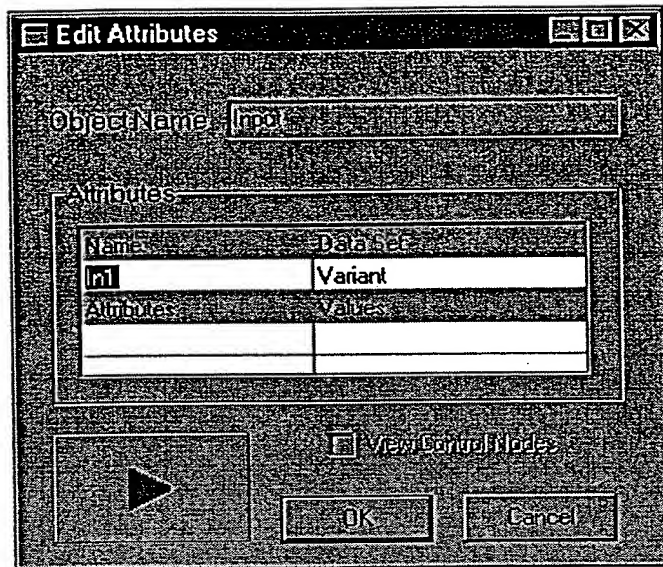 Edit Attributes
Object Name Input
Attributes
Name Data Set
In1 Variant
Attributes Values
View Control Nodes
OK Cancel